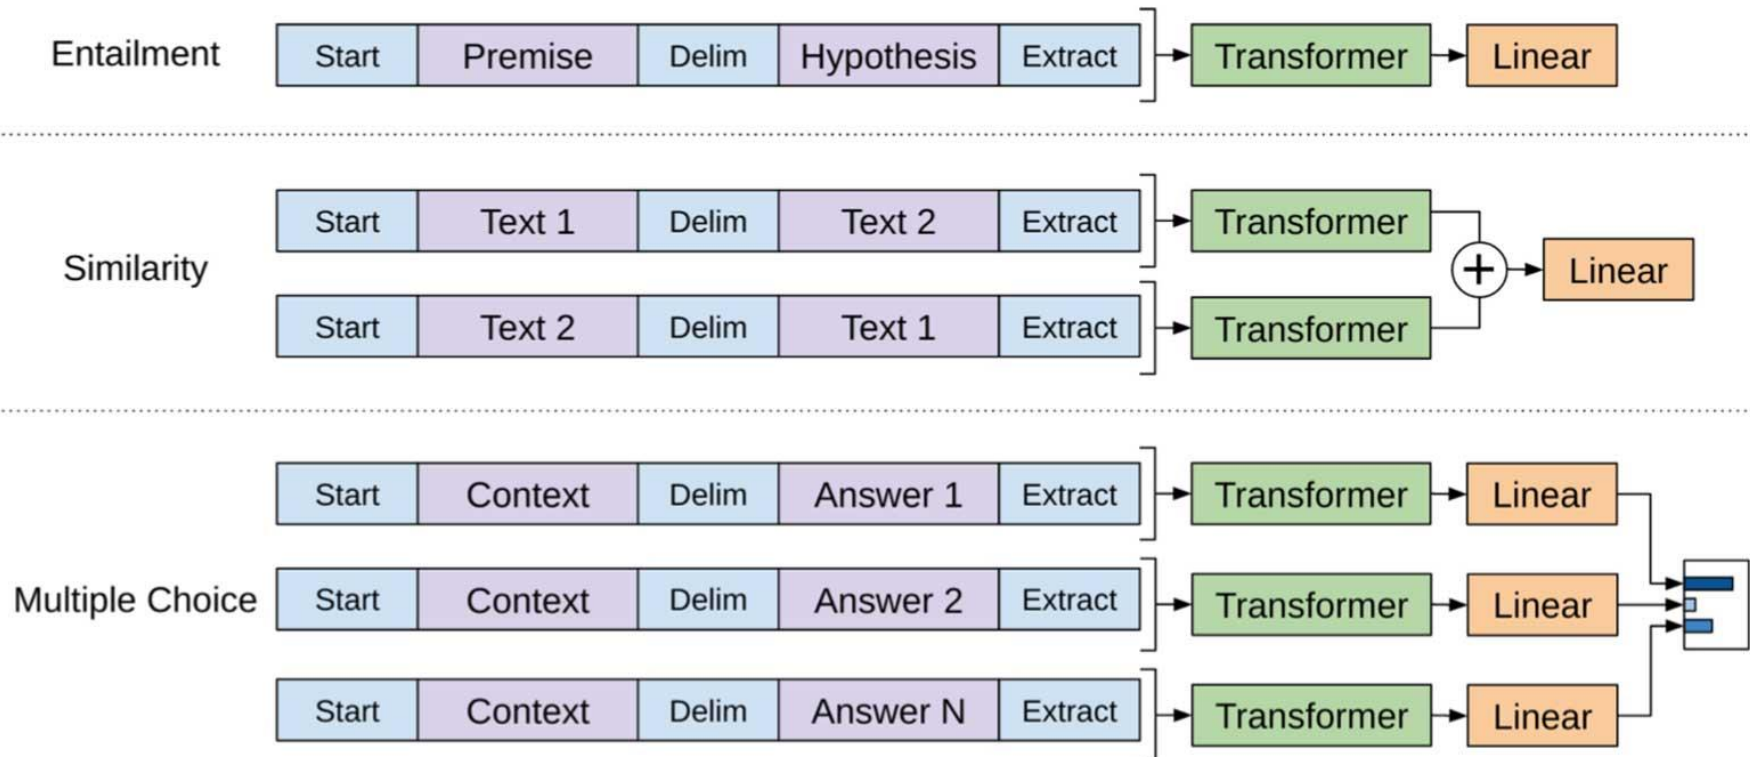 Entailment Start Premise Delim Hypothesis Extract Transformer Linear
Start Text 1 Delim Text 2 Extract Transformer
Similarity + Linear
Start Text 2 Delim Text 1 Extract Transformer
Start Context Delim Answer 1 Extract Transformer Linear
Multiple Choice Start Context Delim Answer 2 Extract Transformer Linear
Start Context Delim Answer N Extract Transformer Linear